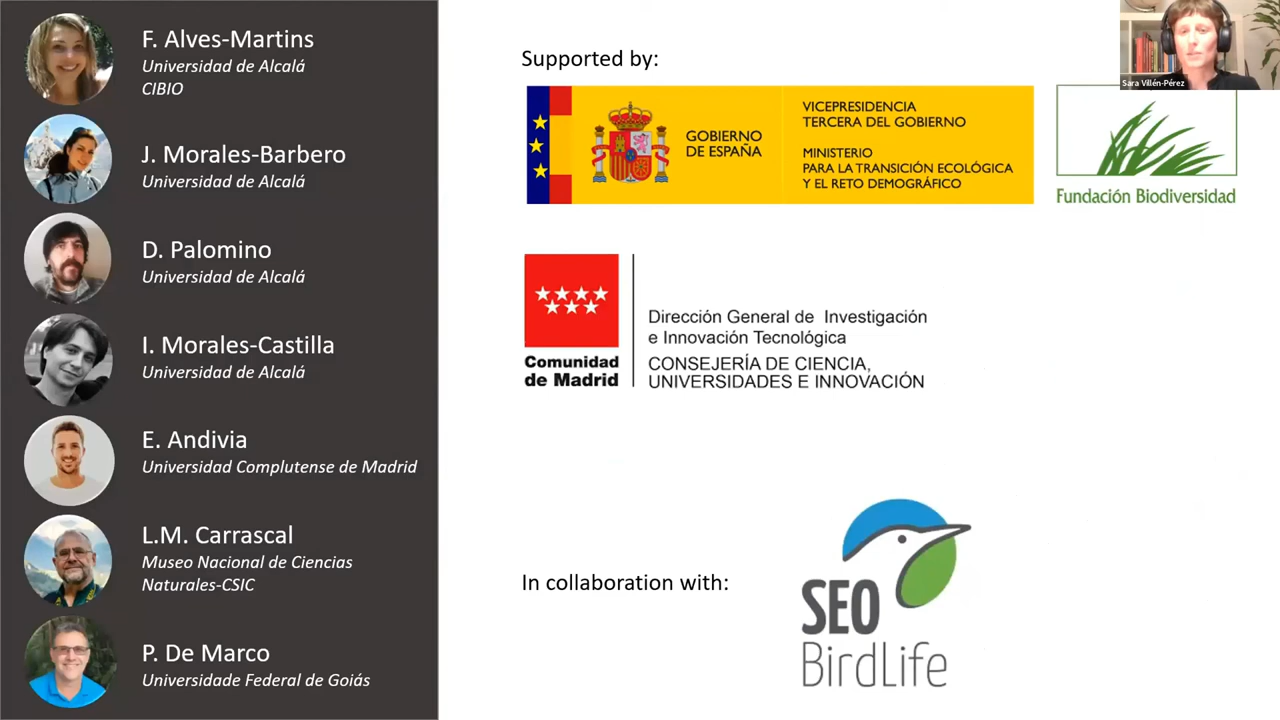 F. Alves-Martins
Universidad de Alcalá
CIBIO
J. Morales-Barbero
Universidad de Alcalá
D. Palomino
Universidad de Alcalá
I. Morales-Castilla
Universidad de Alcalá
E. Andivia
Universidad Complutense de Madrid
L.M. Carrascal
Museo Nacional de Ciencias
Naturales-CSIC
P. De Marco
Universidade Federal de Goiás
Supported by:
GOBIERNO
DE ESPAÑA
VICEPRESIDENCIA
TERCERA DEL GOBIERNO
MINISTERIO
PARA LA TRANSICIÓN ECOLÓGICA
Y EL RETO DEMOGRÁFICO
Fundación Biodiversidad
Sara Villén-Pérez
Comunidad
de Madrid
Dirección General de Investigación
e Innovación Tecnológica
CONSEJERÍA DE CIENCIA,
UNIVERSIDADES E INNOVACIÓN
In collaboration with:
SEO
BirdLife